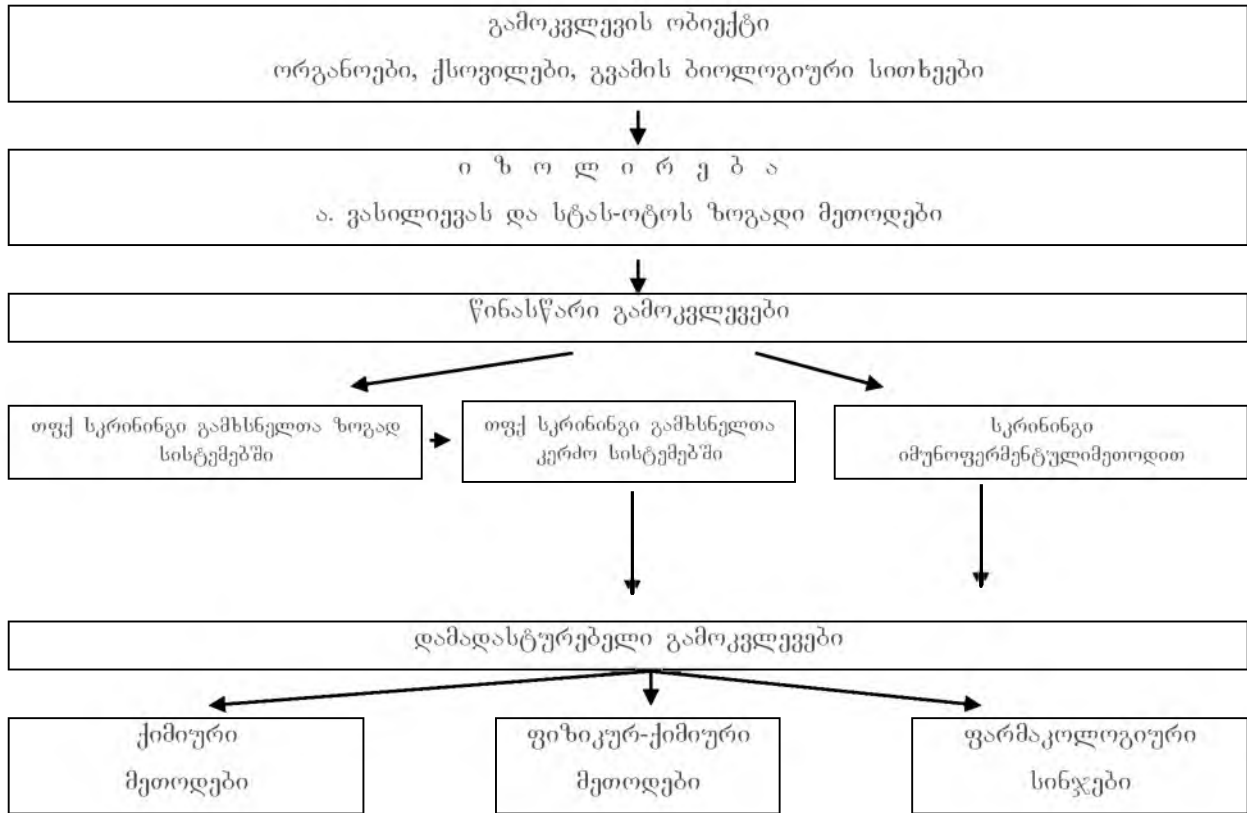 გამოკვლევის ობიექტი
ორგანოები, ქსოვილები, გვამის ბიოლოგიური სითხეები
ი ზ ო ლ ი რ ე ბ ა
ა. ვასილიევას და სტას-ოტოს ზოგადი მეთოდები
წინასწარი გამოკვლევები
თფქ სკრინინგი გამხსნელთა ზოგად
სისტემებში
თფქ სკრინინგი გამხსნელთა
კერძო სისტემებში
სკრინინგი
იმუნოფერმენტულიმეთოდით
დამადასტურებელი გამოკვლევები
ქიმიური
მეთოდები
ფიზიკურ-ქიმიური
მეთოდები
ფარმაკოლოგიური
სინჯები